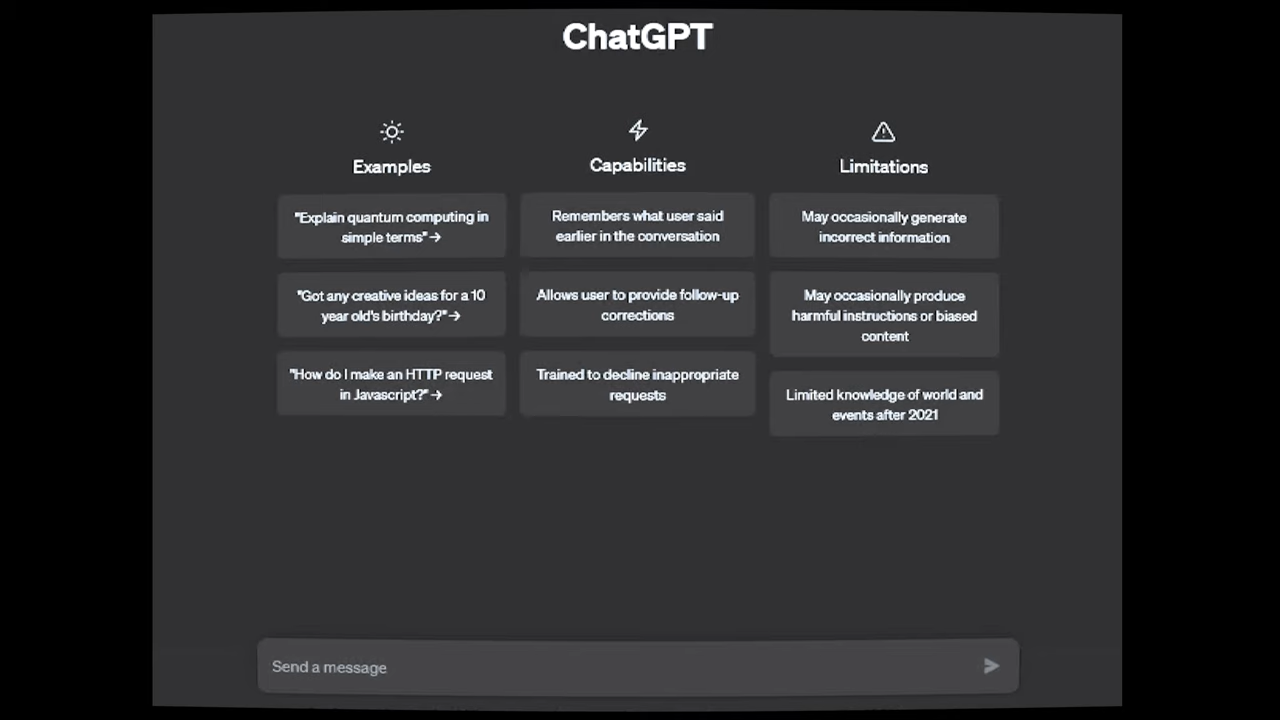 ChatGPT
Examples
"Explain quantum computing in
simple terms" →
"Got any creative ideas for a 10
year old's birthday?" →
"How do I make an HTTP request
in Javascript?" →
Capabilities
Remembers what user said
earlier in the conversation
Allows user to provide follow-up
corrections
Trained to decline inappropriate
requests
Limitations
May occasionally generate
incorrect information
May occasionally produce
harmful instructions or biased
content
Limited knowledge of world and
events after 2021
Send a message